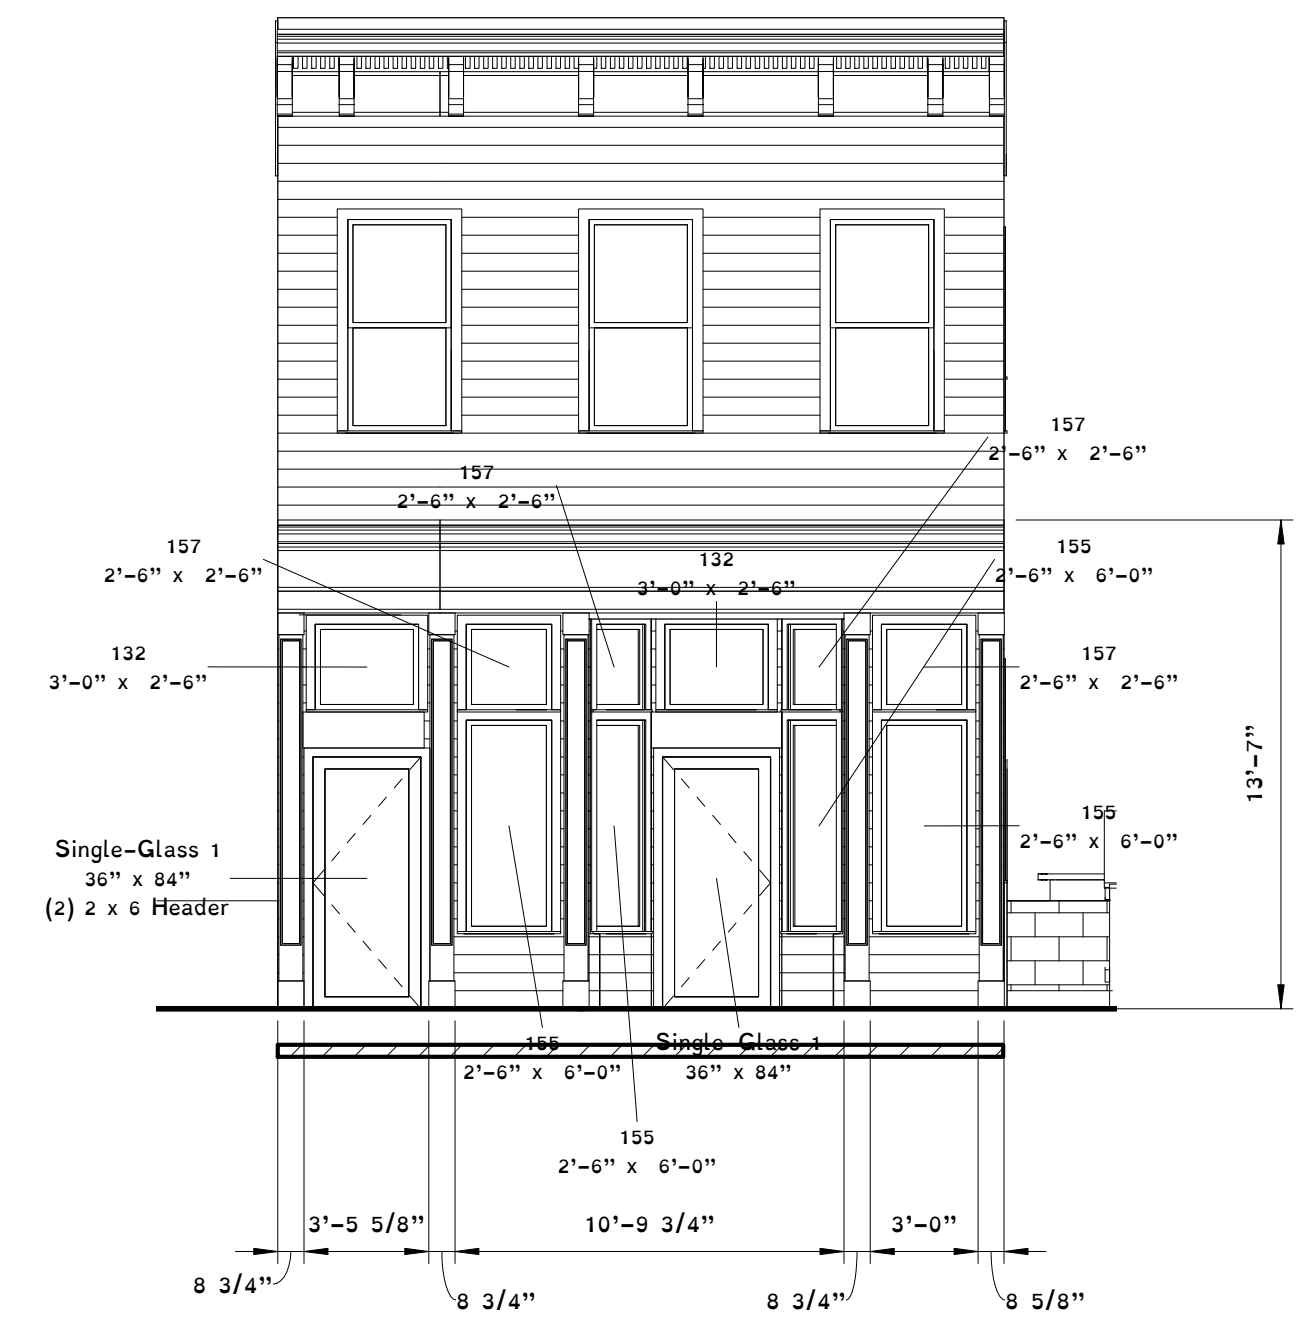 157
2'-6" x 2'-6"
157
2'-6" x 2'-6"
157
2'-6" x 2'-6"
132
3'-0" x 2'-6"
155
2'-6" x 6'-0"
132
3'-0" x 2'-6"
157
2'-6" x 2'-6"
13'-7"
155
2'-6" x 6'-0"
Single-Glass 1
36" x 84"
(2) 2 x 6 Header
155
2'-6" x 6'-0"
Single-Glass 1
36" x 84"
155
2'-6" x 6'-0"
3'-5 5/8"
10'-9 3/4"
3'-0"
8 3/4"
8 3/4"
8 3/4"
8 5/8"